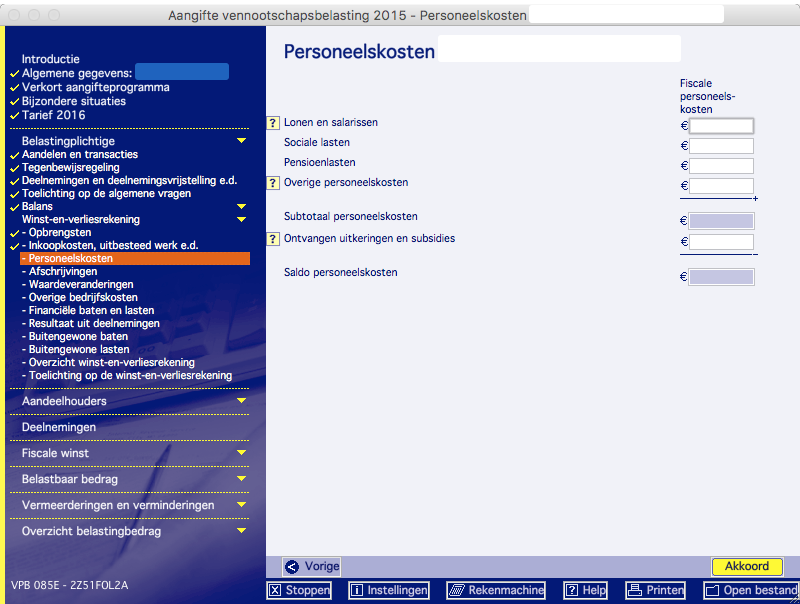 Aangifte vennootschapsbelasting 2015 - Personeelskosten
Introductie
Algemene gegevens:
Verkort aangifteprogramma
Bijzondere situaties
Tarief 2016
Belastingplichtige
Aandelen en transacties
Tegenbewijsregeling
Deelnemingen en deelnemingsvrijstelling e.d.
Toelichting op de algemene vragen
Balans
Winst-en-verliesrekening
- Opbrengsten
- Inkoopkosten, uitbesteed werk e.d.
- Personeelskosten
- Afschrijvingen
- Waardeveranderingen
- Overige bedrijfskosten
- Financiële baten en lasten
- Resultaat uit deelnemingen
- Buitengewone baten
- Buitengewone lasten
- Overzicht winst-en-verliesrekening
- Toelichting op de winst-en-verliesrekening
Aandeelhouders
Deelnemingen
Fiscale winst
Belastbaar bedrag
Vermeerderingen en verminderingen
Overzicht belastingbedrag
VPB 085E - 2Z51FOL2A
Personeelskosten
Fiscale
personeels-
kosten
? Lonen en salarissen €
Sociale lasten €
Pensioenlasten €
? Overige personeelskosten €
+
Subtotaal personeelskosten €
? Ontvangen uitkeringen en subsidies €
–
Saldo personeelskosten €
Vorige Akkoord
Stoppen Instellingen Rekenmachine ? Help Printen Open bestand